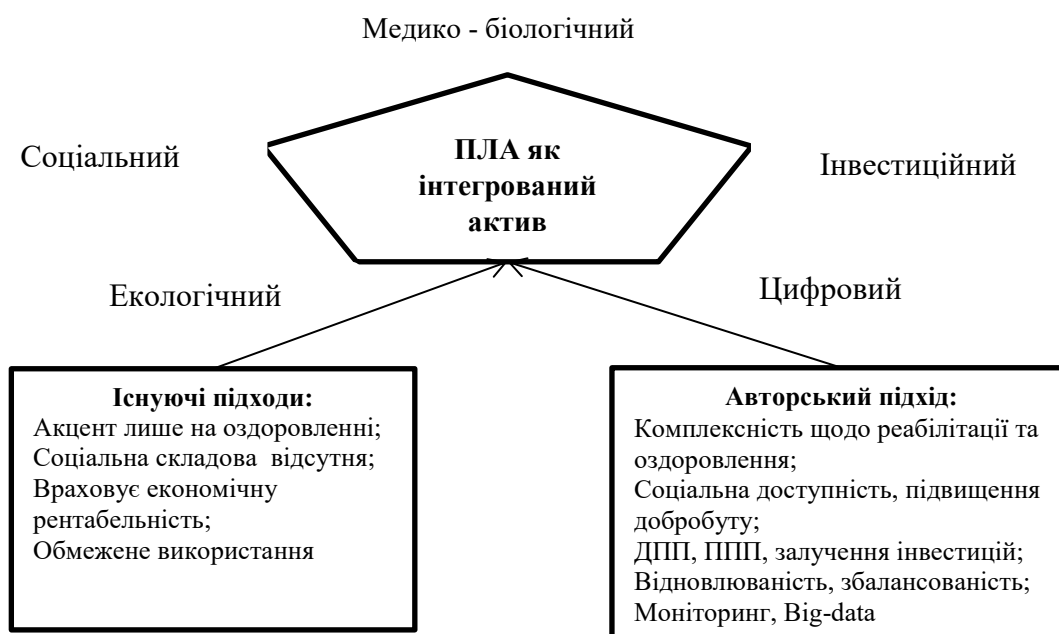 Медико - біологічний
Соціальний
ПЛА як
інтегрований
актив
Інвестиційний
Екологічний
Цифровий
Існуючі підходи:
Акцент лише на оздоровленні;
Соціальна складова відсутня;
Враховує економічну
рентабельність;
Обмежене використання
Авторський підхід:
Комплексність щодо реабілітації та
оздоровлення;
Соціальна доступність, підвищення
добробуту;
ДПП, ППП, залучення інвестицій;
Відновлюваність, збалансованість;
Моніторинг, Big-data